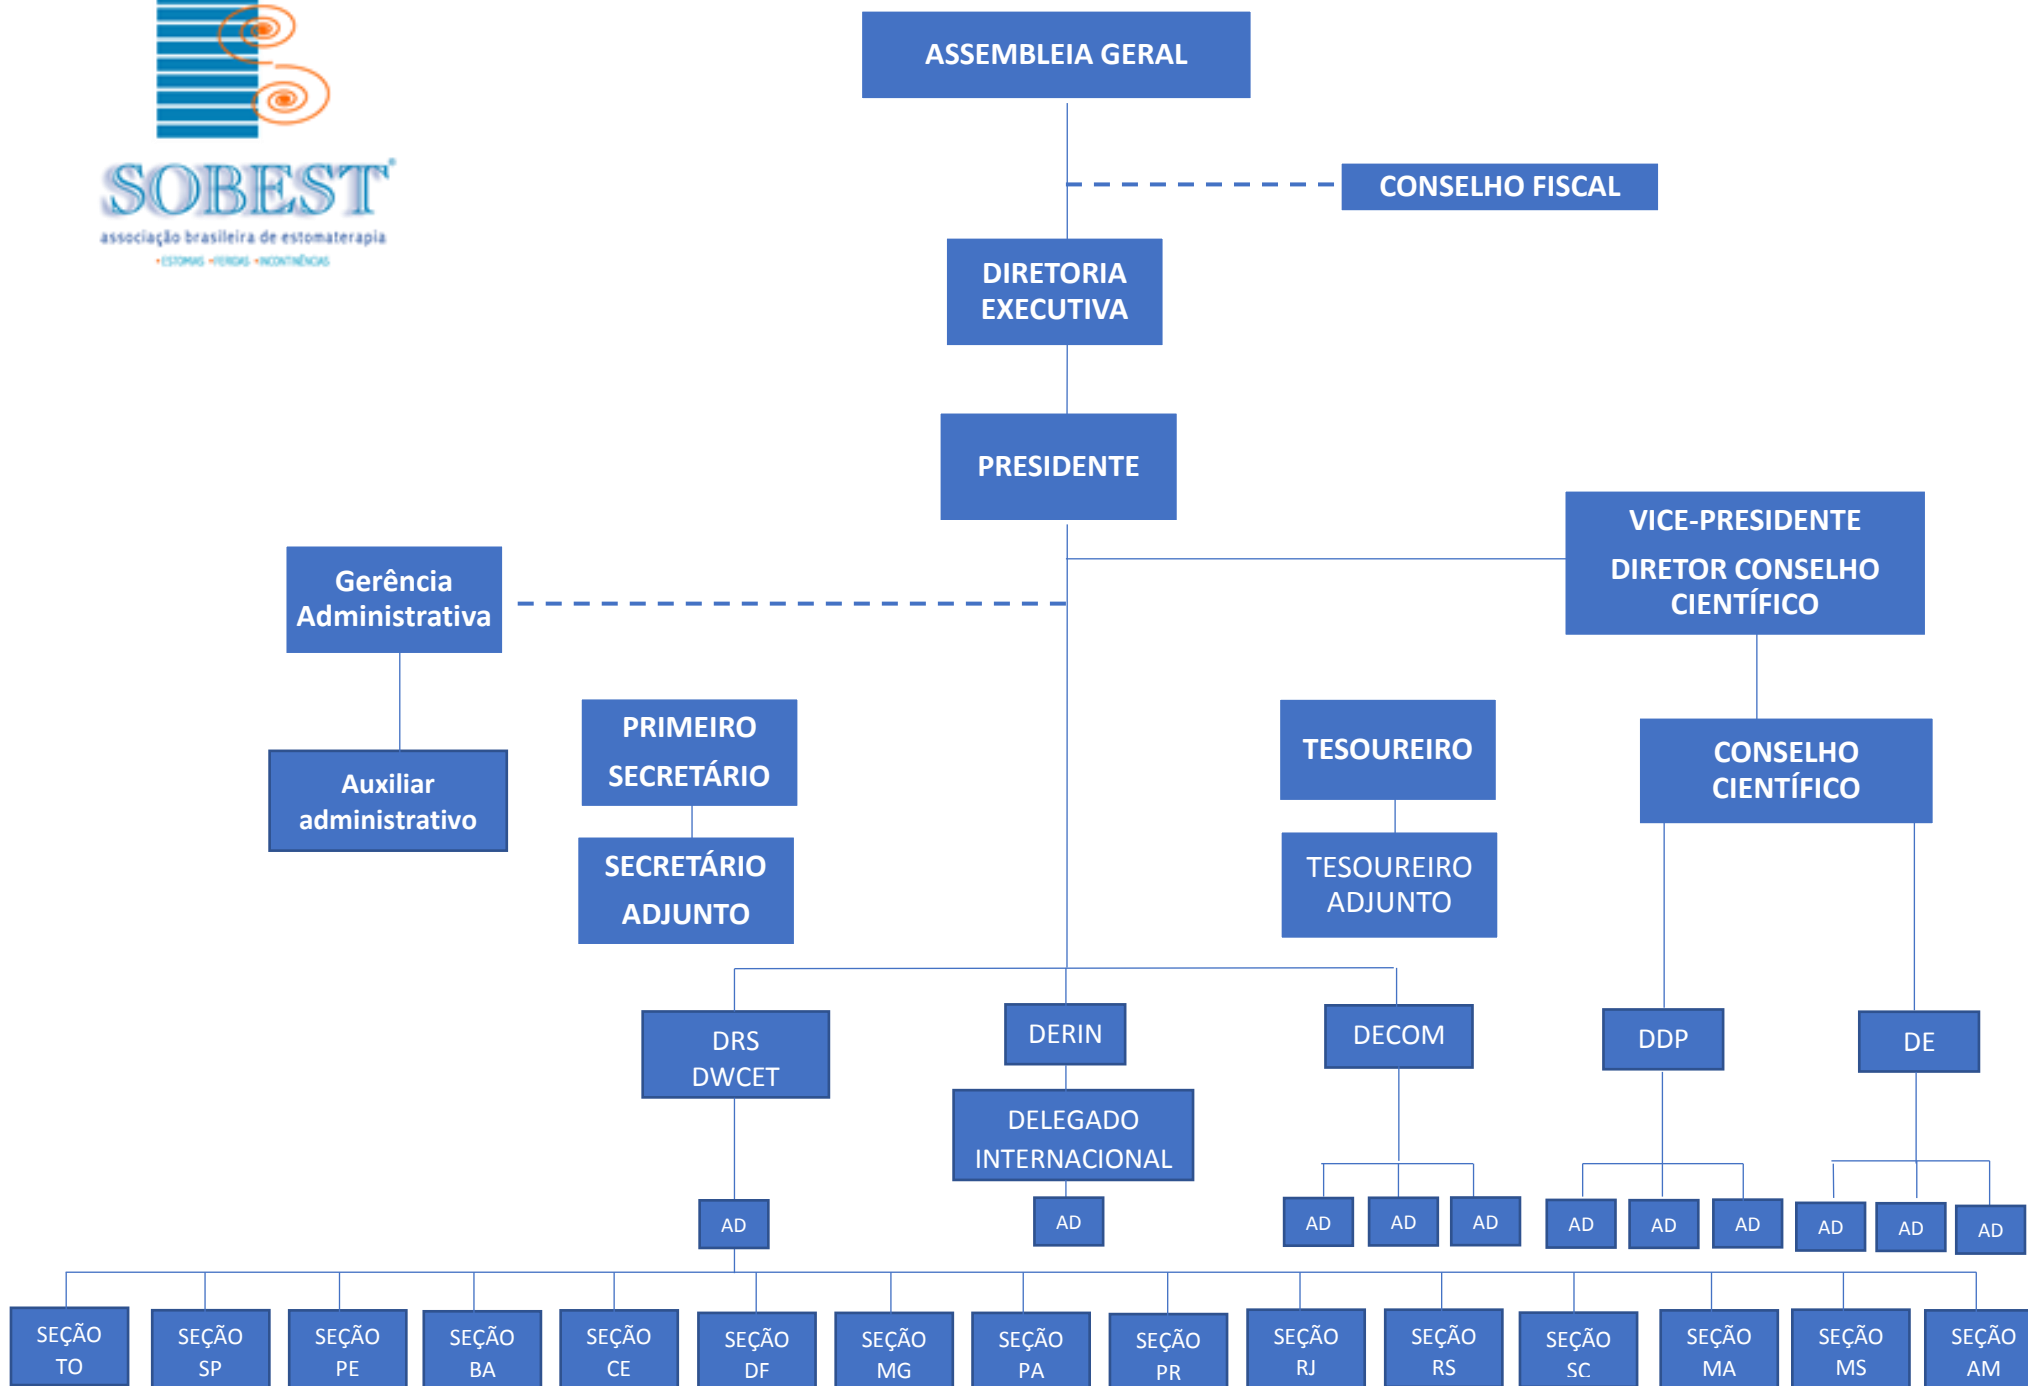 SOBEST®
associação brasileira de estomaterapia
•ESTOMAS •FERIDAS •INCONTINÊNCIAS
ASSEMBLEIA GERAL
CONSELHO FISCAL
DIRETORIA
EXECUTIVA
PRESIDENTE
VICE-PRESIDENTE
DIRETOR CONSELHO
CIENTÍFICO
Gerência
Administrativa
Auxiliar
administrativo
PRIMEIRO
SECRETÁRIO
SECRETÁRIO
ADJUNTO
TESOUREIRO
TESOUREIRO
ADJUNTO
CONSELHO
CIENTÍFICO
DRS
DWCET
DERIN
DELEGADO
INTERNACIONAL
DECOM
DDP
DE
AD
AD
AD
AD
AD
AD
AD
AD
AD
AD
AD
SEÇÃO
TO
SEÇÃO
SP
SEÇÃO
PE
SEÇÃO
BA
SEÇÃO
CE
SEÇÃO
DF
SEÇÃO
MG
SEÇÃO
PA
SEÇÃO
PR
SEÇÃO
RJ
SEÇÃO
RS
SEÇÃO
SC
SEÇÃO
MA
SEÇÃO
MS
SEÇÃO
AM